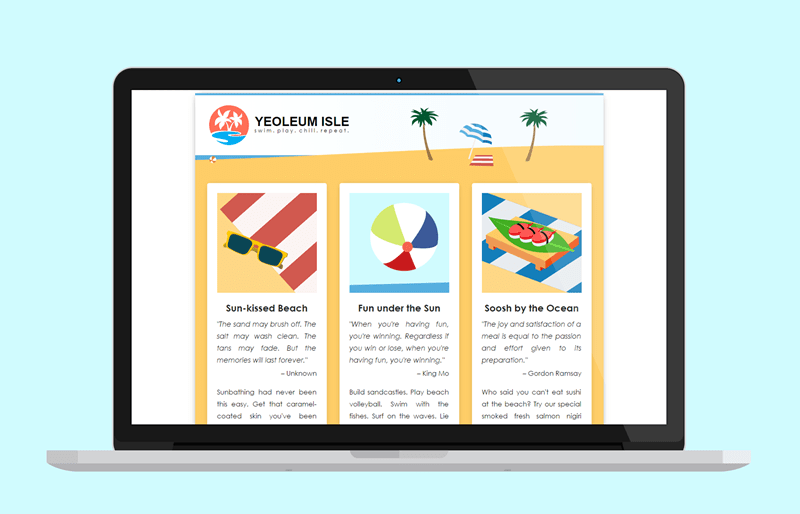 YEOLEUM ISLE
swim. play. chill. repeat.
Sun-kissed Beach
"The sand may brush off. The
salt may wash clean. The
tans may fade. But the
memories will last forever."
– Unknown
Sunbathing had never been
this easy. Get that caramel-
coated skin you've been
Fun under the Sun
"When you're having fun,
you're winning. Regardless if
you win or lose, when you're
having fun, you're winning."
– King Mo
Build sandcastles. Play beach
volleyball. Swim with the
fishes. Surf on the waves. Lie
Soosh by the Ocean
"The joy and satisfaction of a
meal is equal to the passion
and effort given to its
preparation."
– Gordon Ramsay
Who said you can't eat sushi
at the beach? Try our special
smoked fresh salmon nigiri